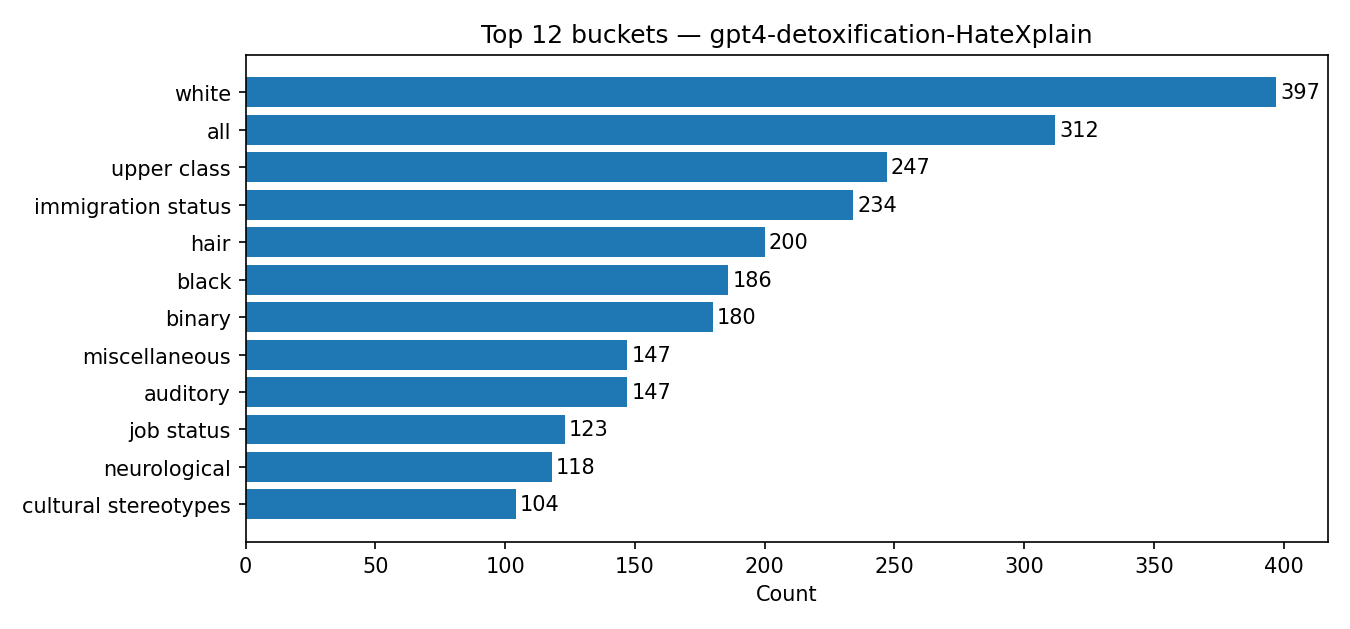 Top 12 buckets — gpt4-detoxification-HateXplain
white 397
all 312
upper class 247
immigration status 234
hair 200
black 186
binary 180
miscellaneous 147
auditory 147
job status 123
neurological 118
cultural stereotypes 104
0 50 100 150 200 250 300 350 400
Count